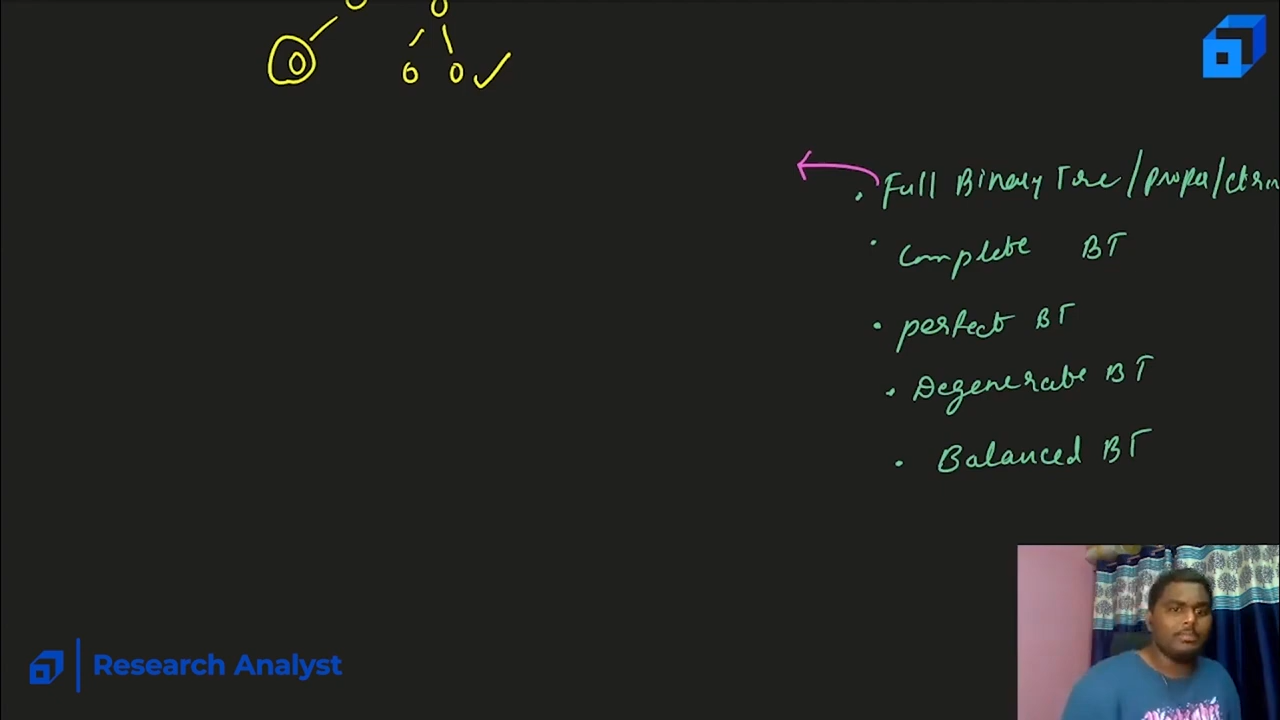 Full Binary Tree / proper /
Complete BT
perfect BT
Degenerate BT
Balanced BT
Research Analyst